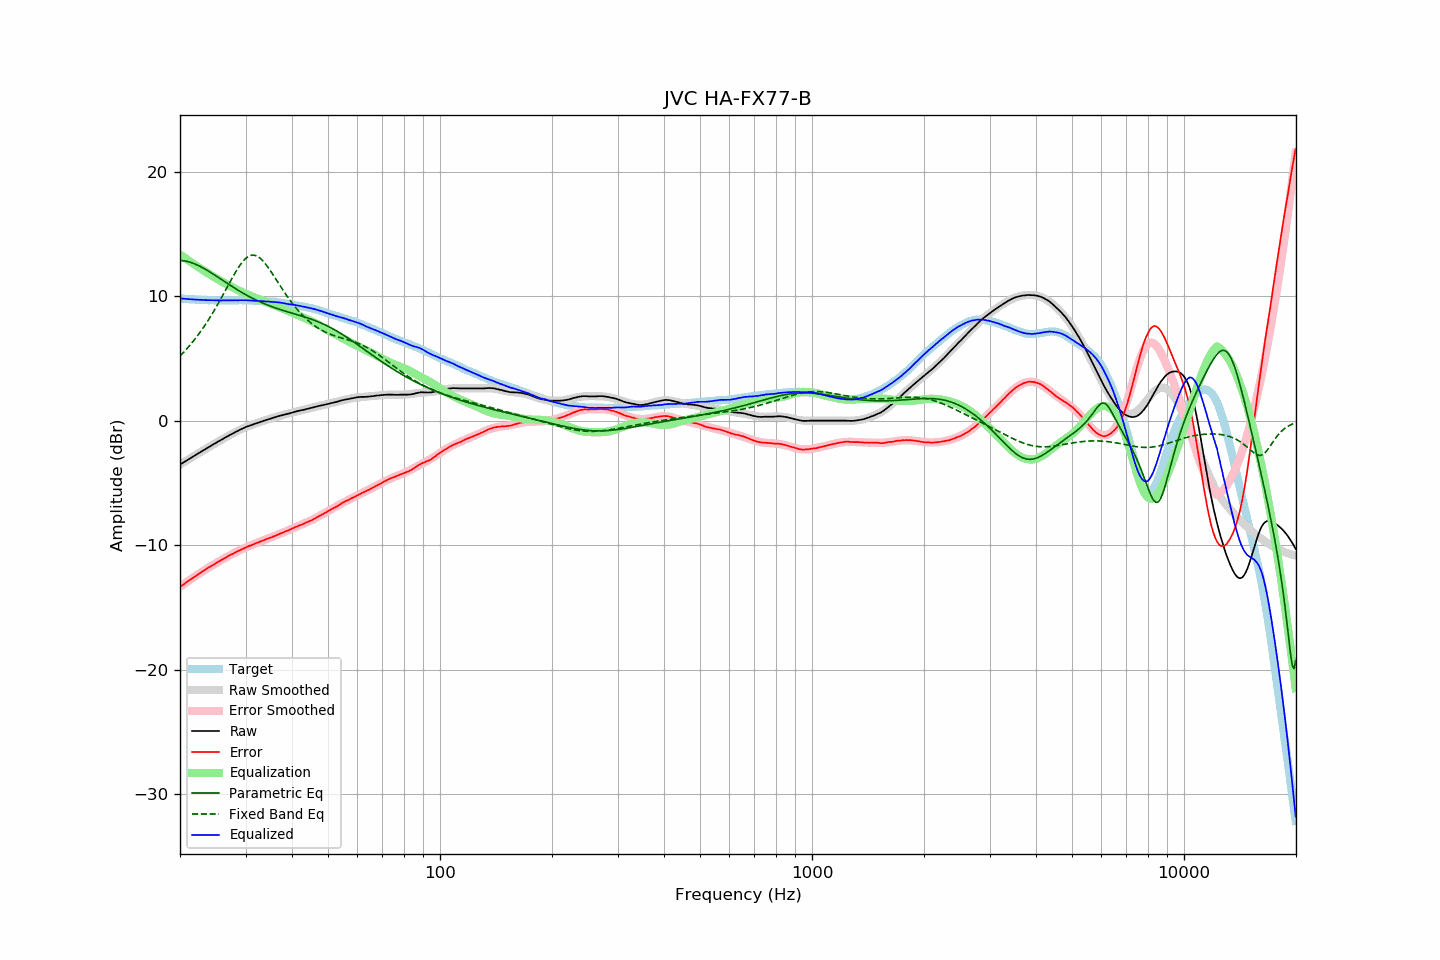 JVC HA-FX77-B
Amplitude (dBr)
20
10
0
−10
−20
−30
Target
Raw Smoothed
Error Smoothed
Raw
Error
Equalization
Parametric Eq
Fixed Band Eq
Equalized
100
1000
10000
Frequency (Hz)